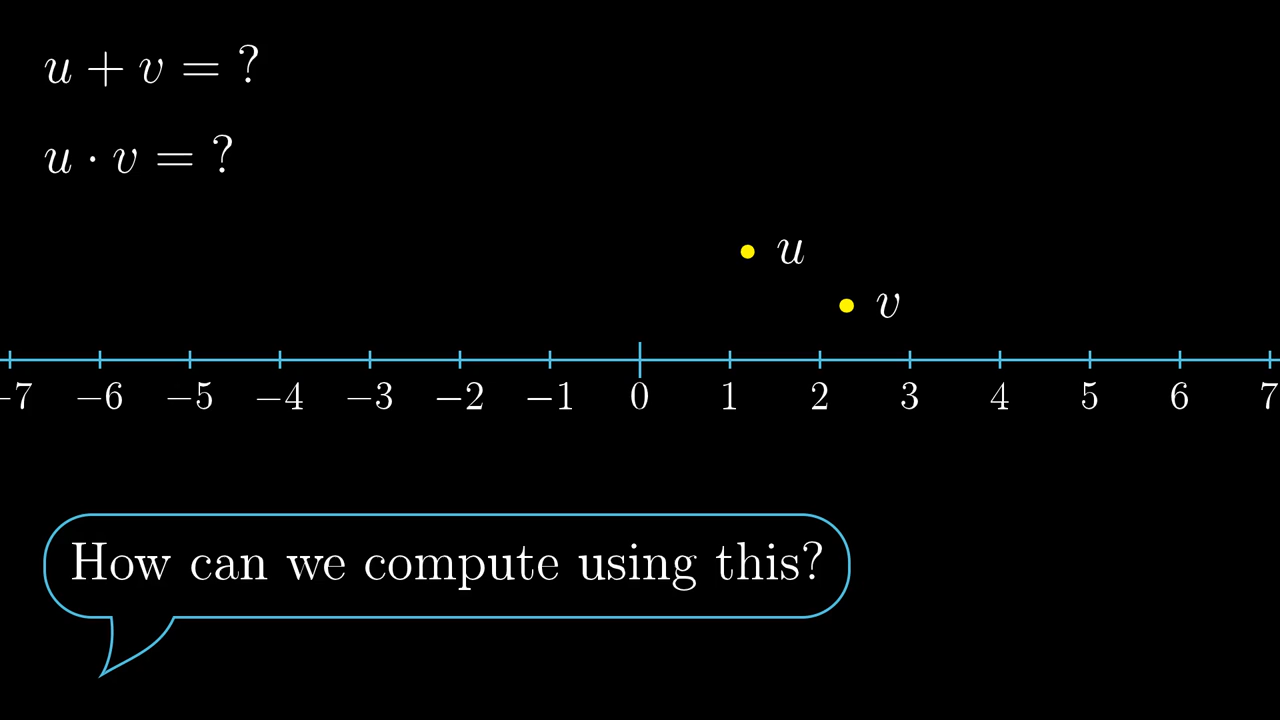 u + v = ?
u · v = ?
u
v
−7 −6 −5 −4 −3 −2 −1 0 1 2 3 4 5 6 7
How can we compute using this?